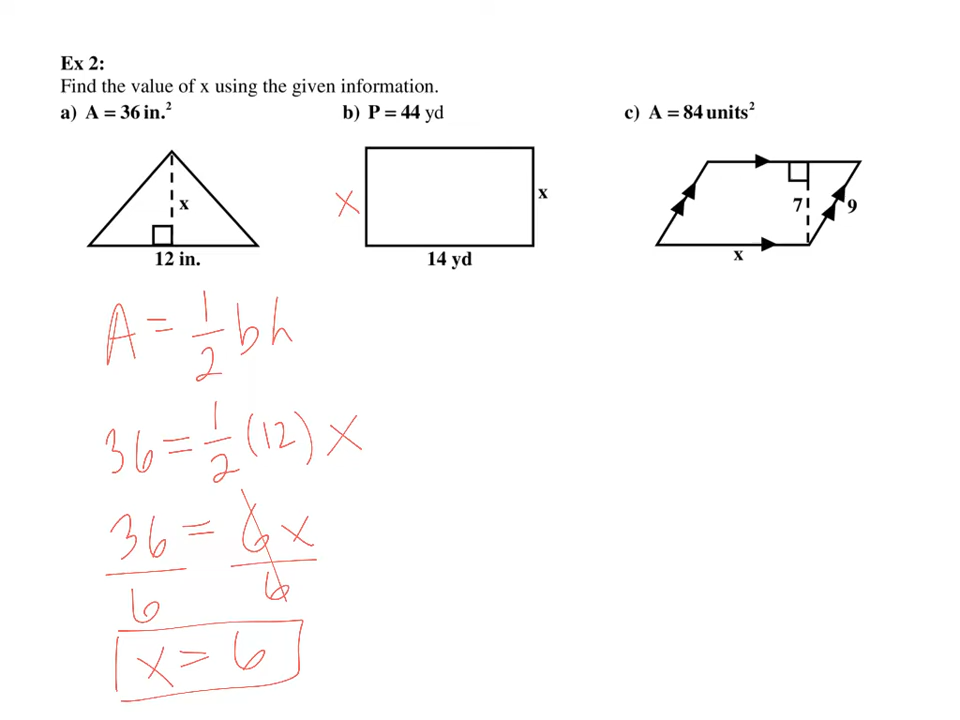 Ex 2:
Find the value of x using the given information.
a) A = 36 in.²
b) P = 44 yd
c) A = 84 units²
x
12 in.
x
x
14 yd
7
9
x
A = 1/2 bh
36 = 1/2 (12) x
36/6 = 6x/6
x = 6